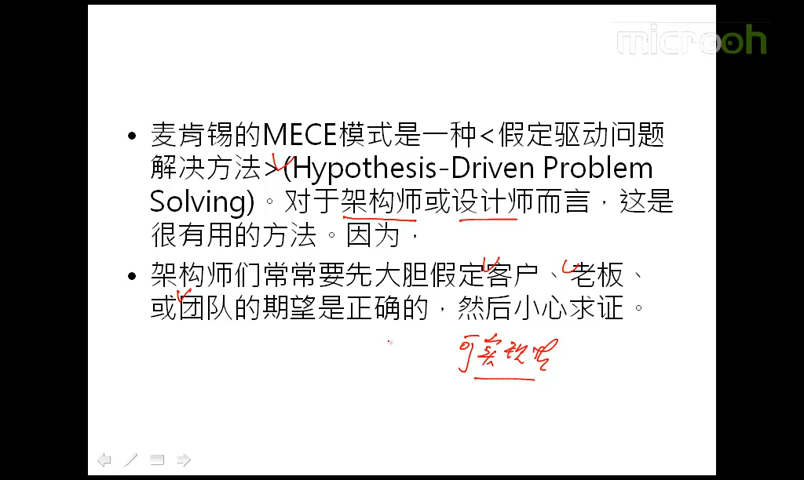 microoh
麦肯锡的MECE模式是一种<假定驱动问题
解决方法>(Hypothesis-Driven Problem
Solving)。对于架构师或设计师而言，这是
很有用的方法。因为，
架构师们常常要先大胆假定客户、老板、
或团队的期望是正确的，然后小心求证。
可实现